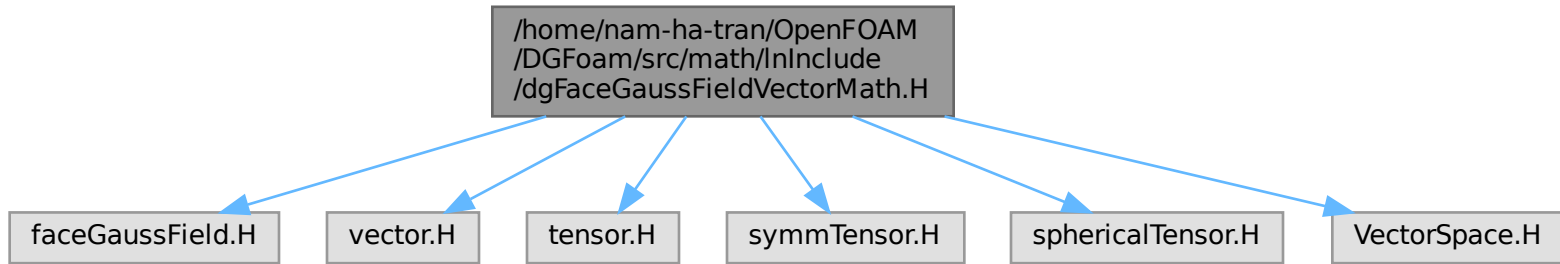 /home/nam-ha-tran/OpenFOAM
/DGFoam/src/math/lnInclude
/dgFaceGaussFieldVectorMath.H
faceGaussField.H
vector.H
tensor.H
symmTensor.H
sphericalTensor.H
VectorSpace.H